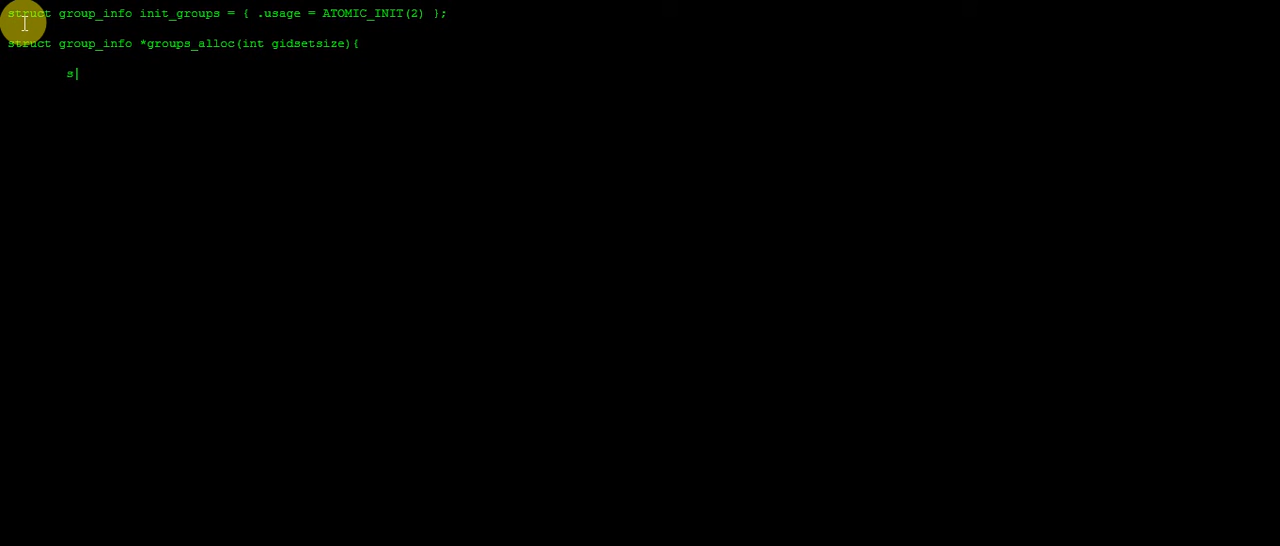 struct group_info init_groups = { .usage = ATOMIC_INIT(2) };
struct group_info *groups_alloc(int gidsetsize){
s|